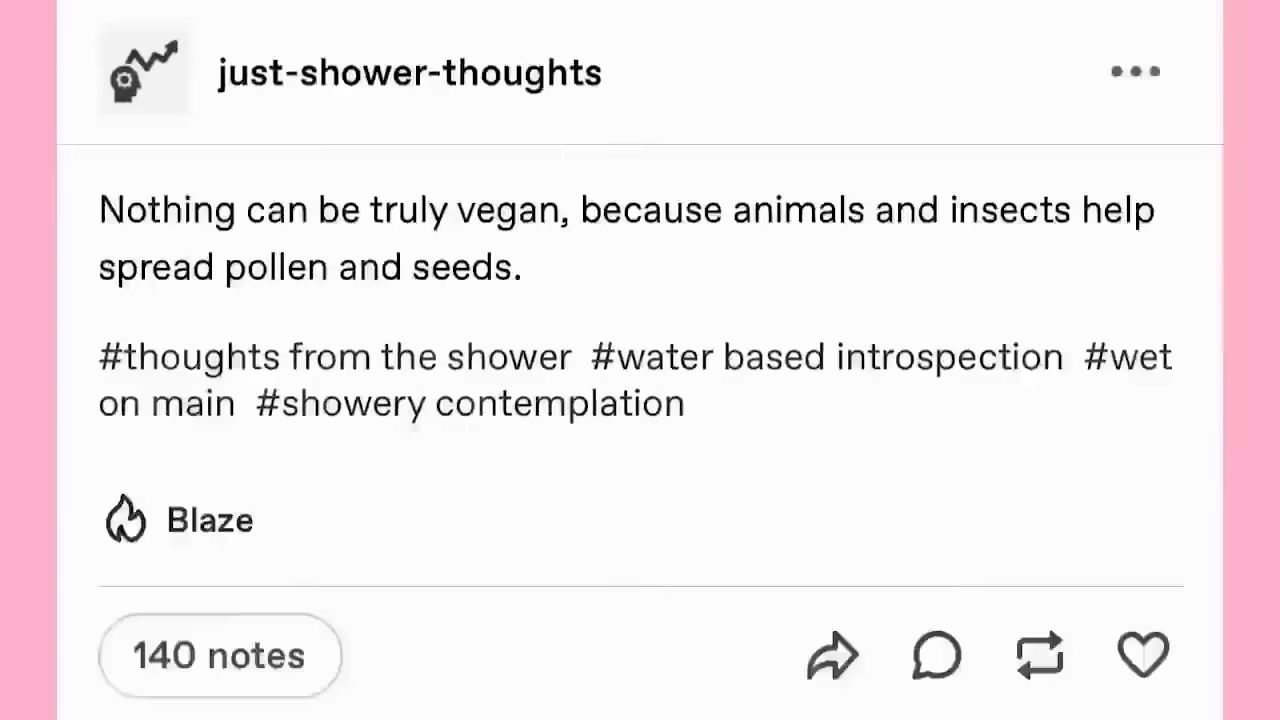 just-shower-thoughts
Nothing can be truly vegan, because animals and insects help
spread pollen and seeds.
#thoughts from the shower #water based introspection #wet
on main #showery contemplation
Blaze
140 notes